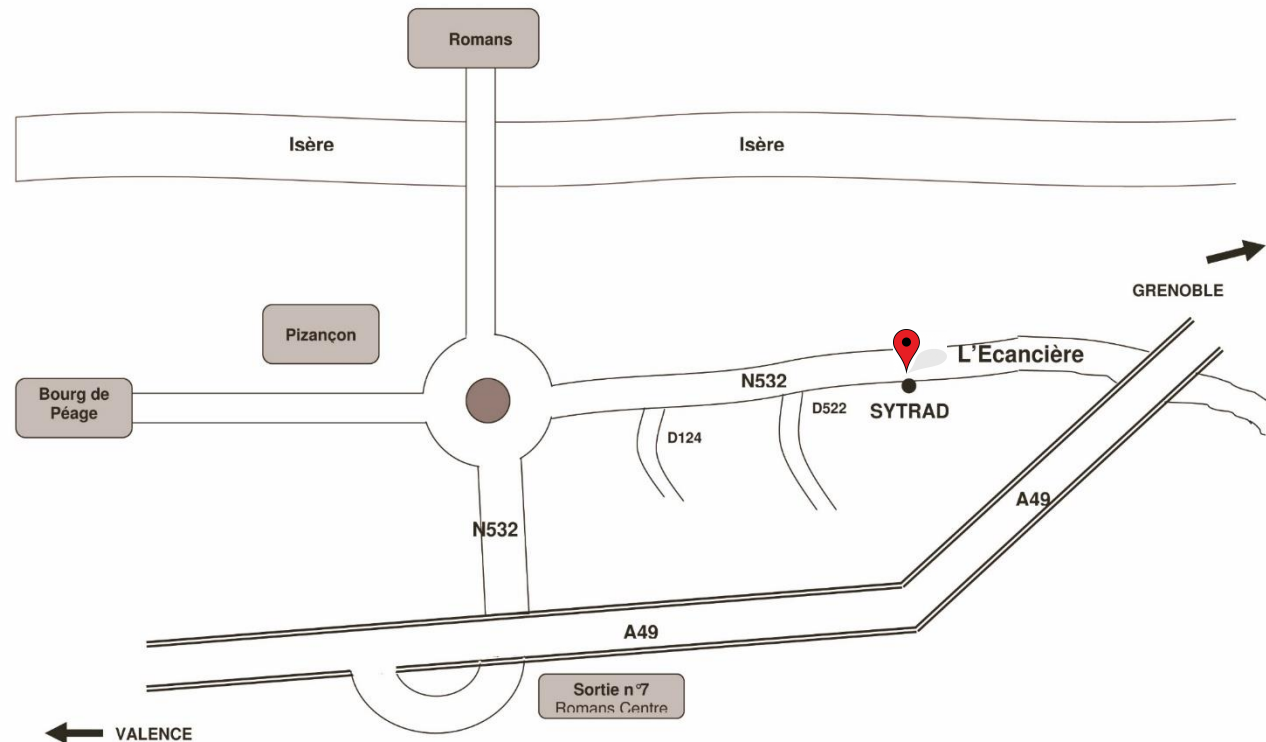 Romans
Isère
Isère
GRENOBLE
Pizançon
L'Ecancière
N532
Bourg de
Péage
D522
SYTRAD
D124
A49
N532
A49
Sortie n°7
Romans Centre
VALENCE